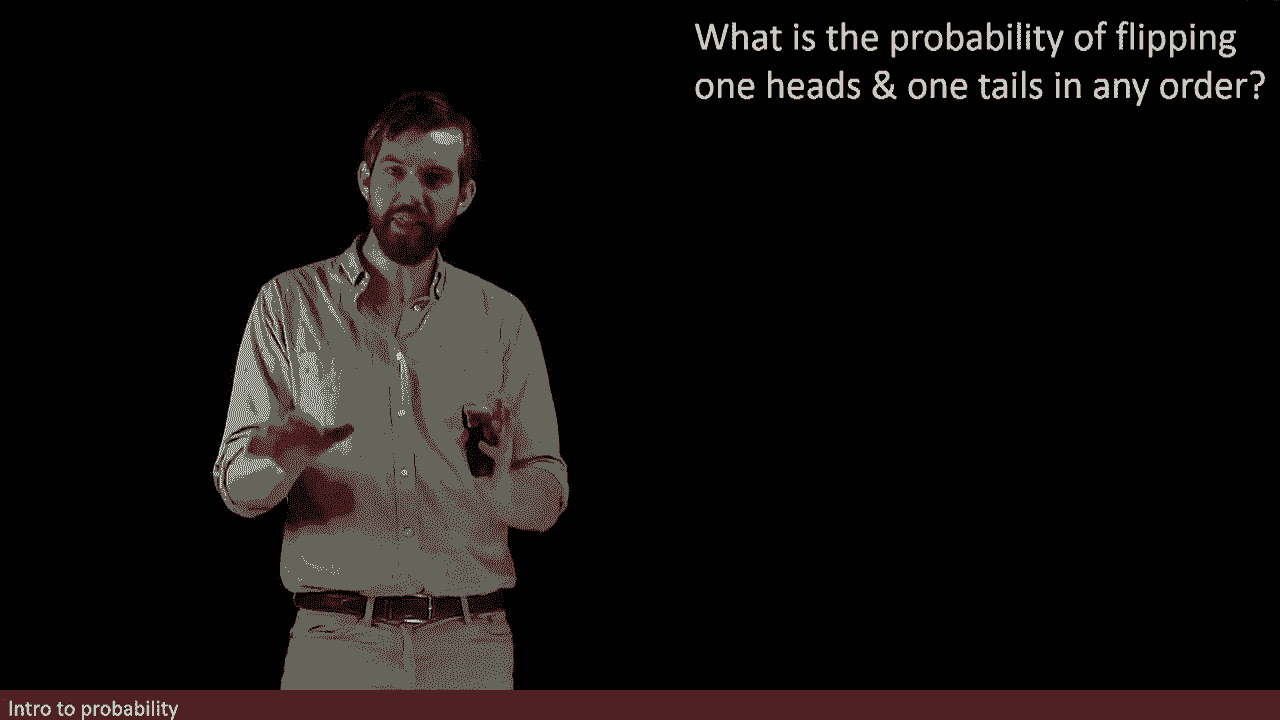 What is the probability of flipping
one heads & one tails in any order?
Intro to probability